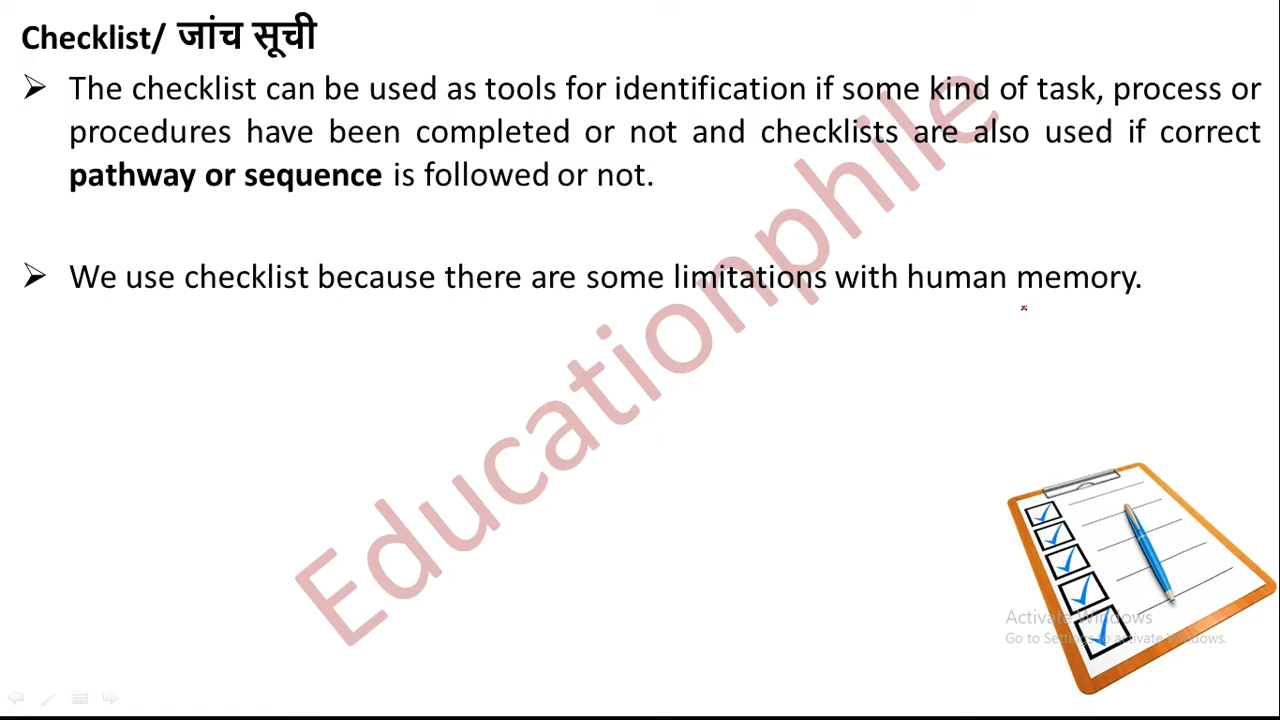 Checklist/ जांच सूची
➢ The checklist can be used as tools for identification if some kind of task, process or
procedures have been completed or not and checklists are also used if correct
pathway or sequence is followed or not.
➢ We use checklist because there are some limitations with human memory.
Educationphile
Activate Windows
Go to Settings to activate Windows.